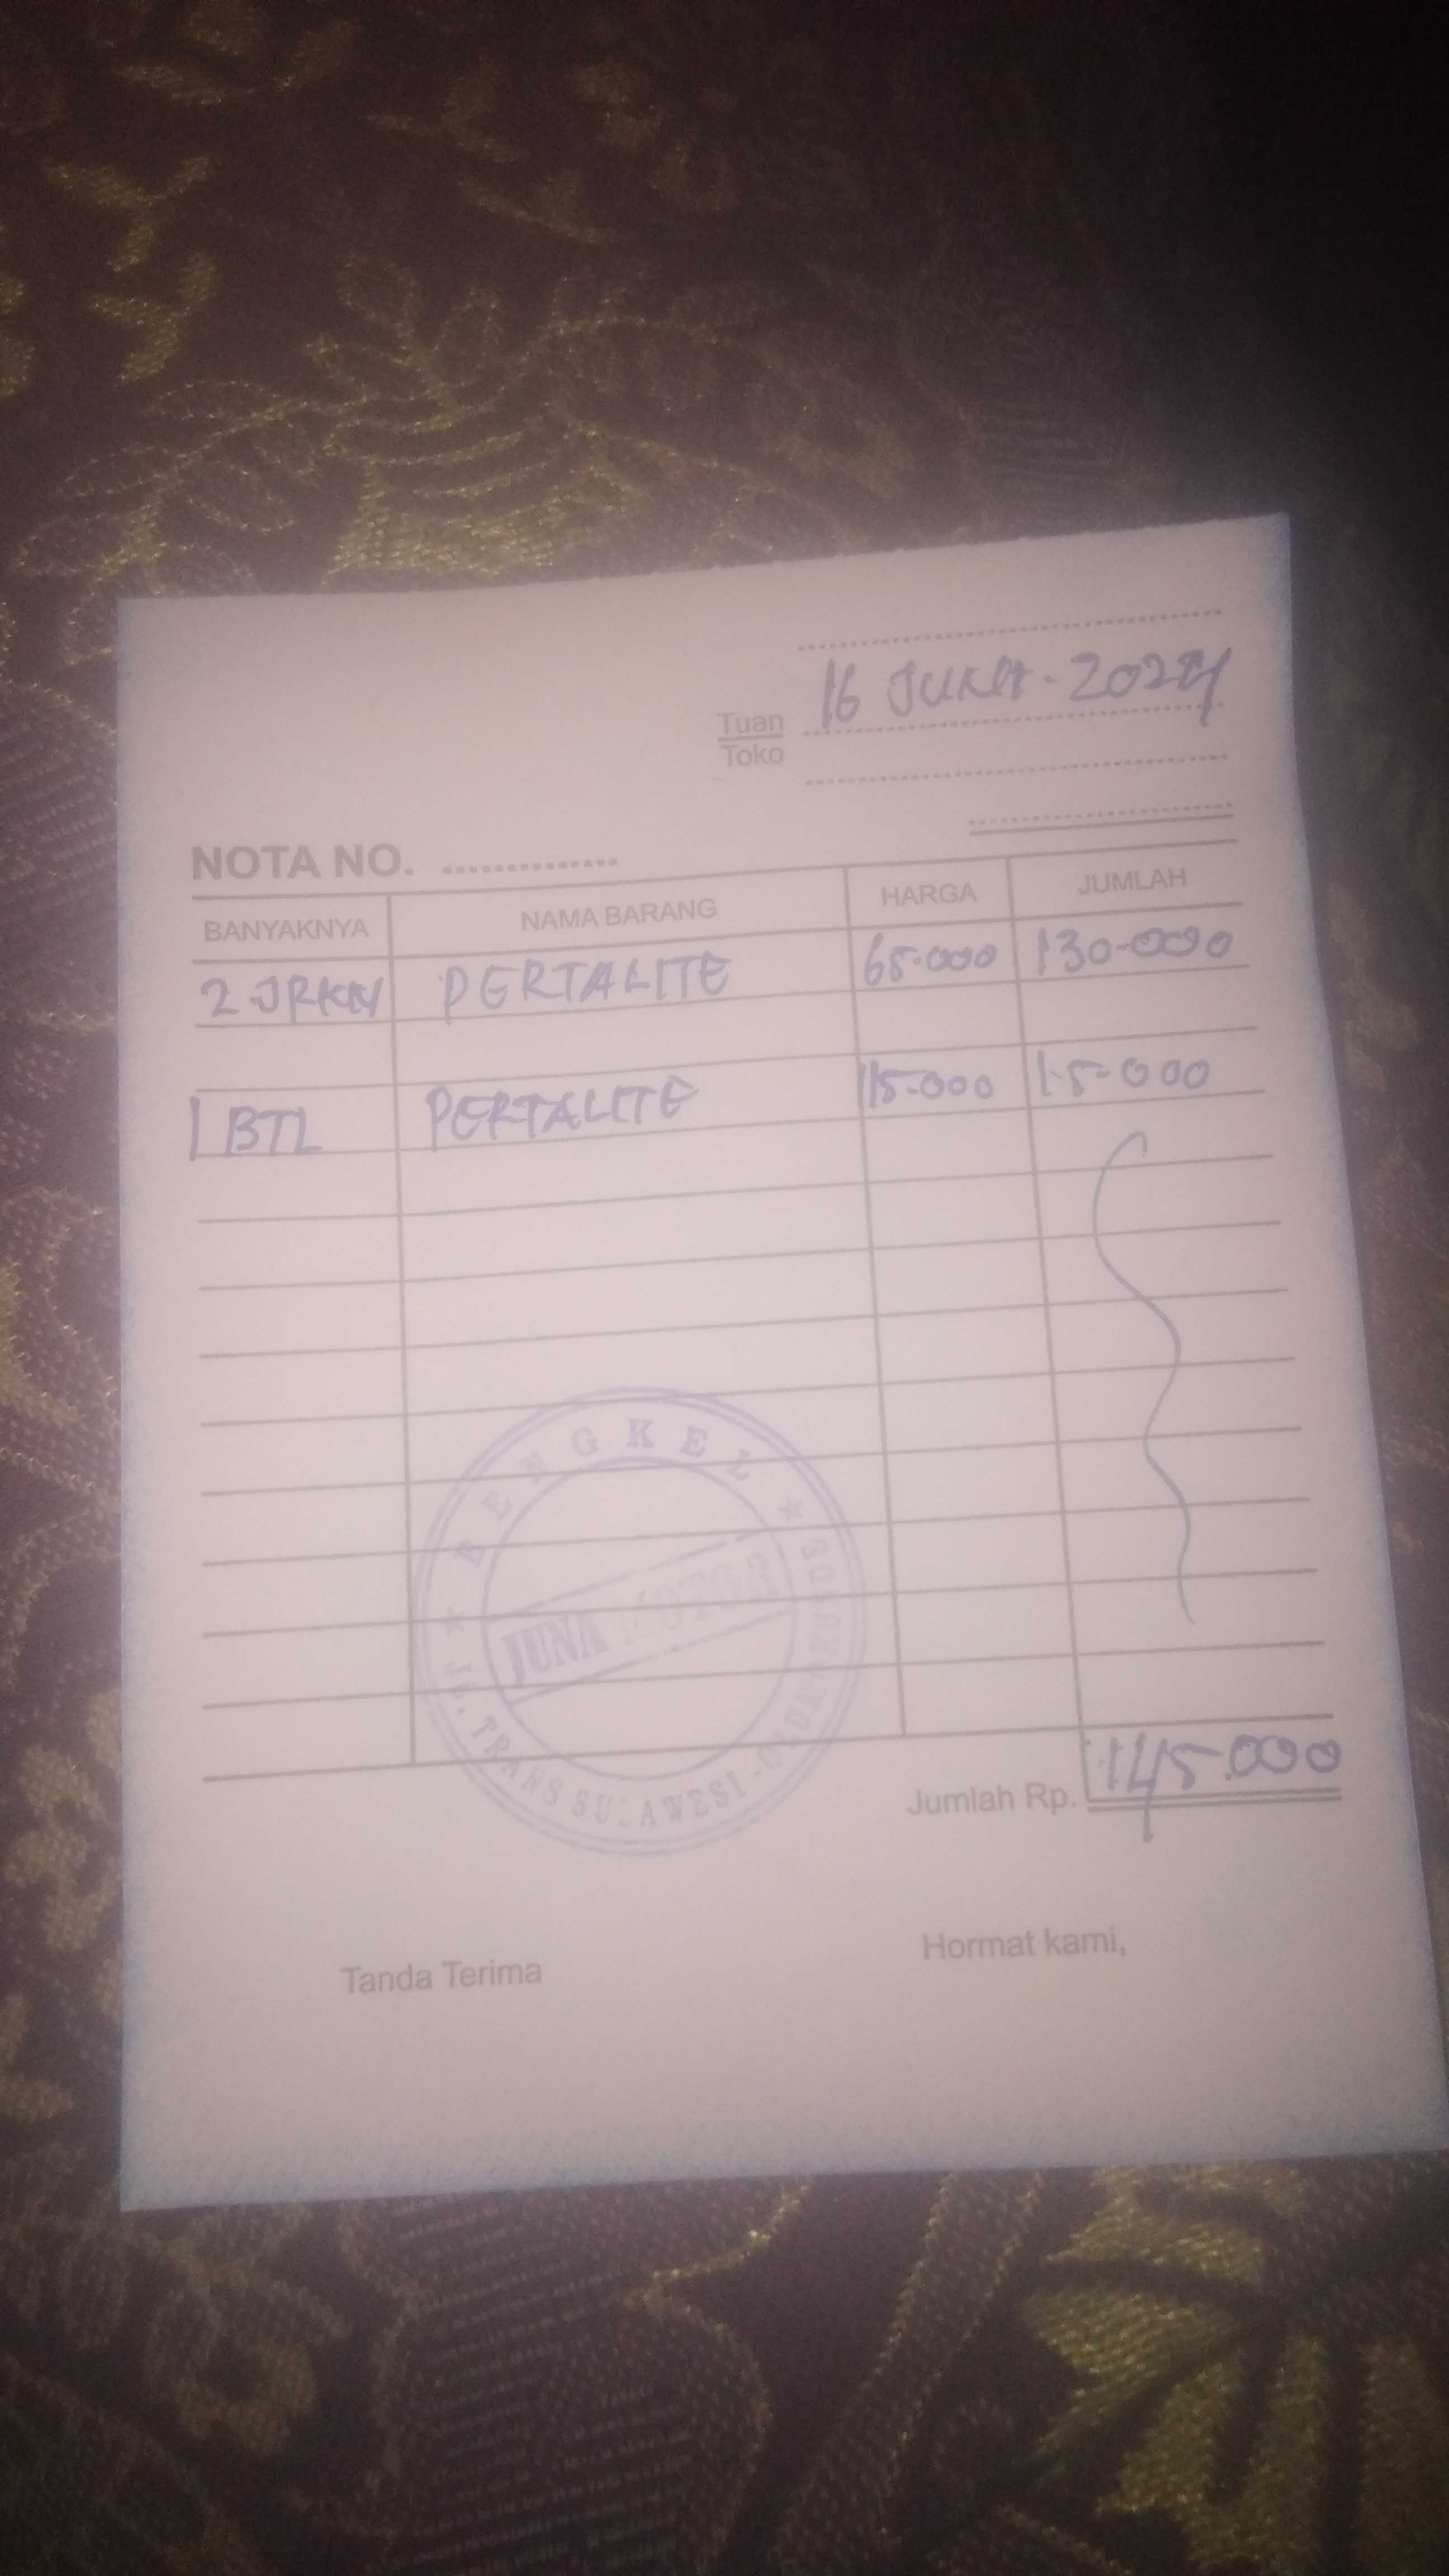 16 JUNI-2024
Tuan
Toko
NOTA NO. ..............
BANYAKNYA NAMA BARANG HARGA JUMLAH
2 JRKN PERTALITE 65.000 130.000
1 BTL PERTALITE 15.000 15.000
BENGKEL
JUNA MOTOR
JL. TRANS SULAWESI -
Jumlah Rp. 145.000
Tanda Terima Hormat kami,